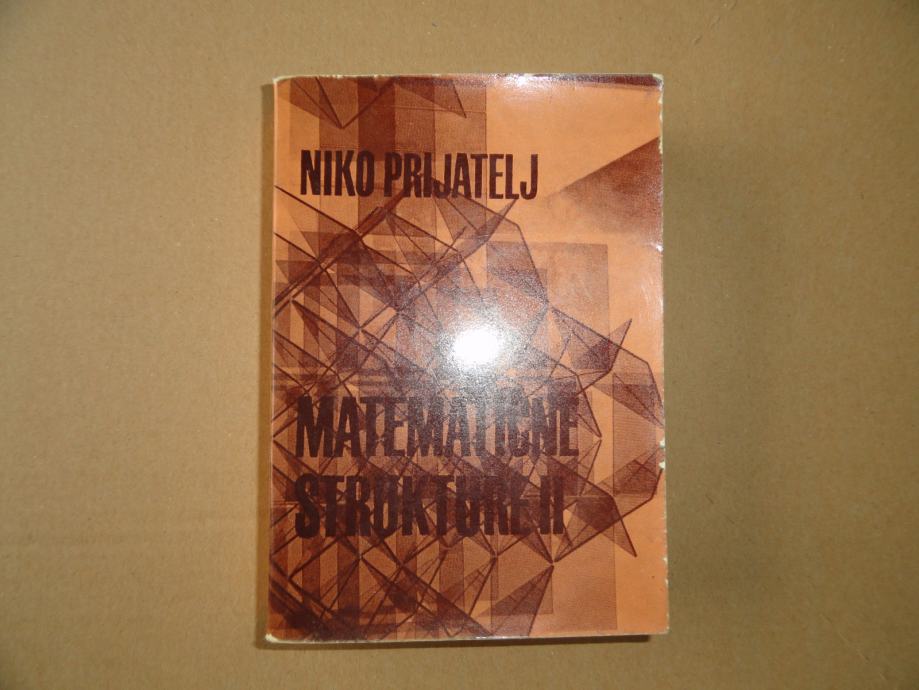 NIKO PRIJATELJ
MATEMATIČNE
STRUKTURE II